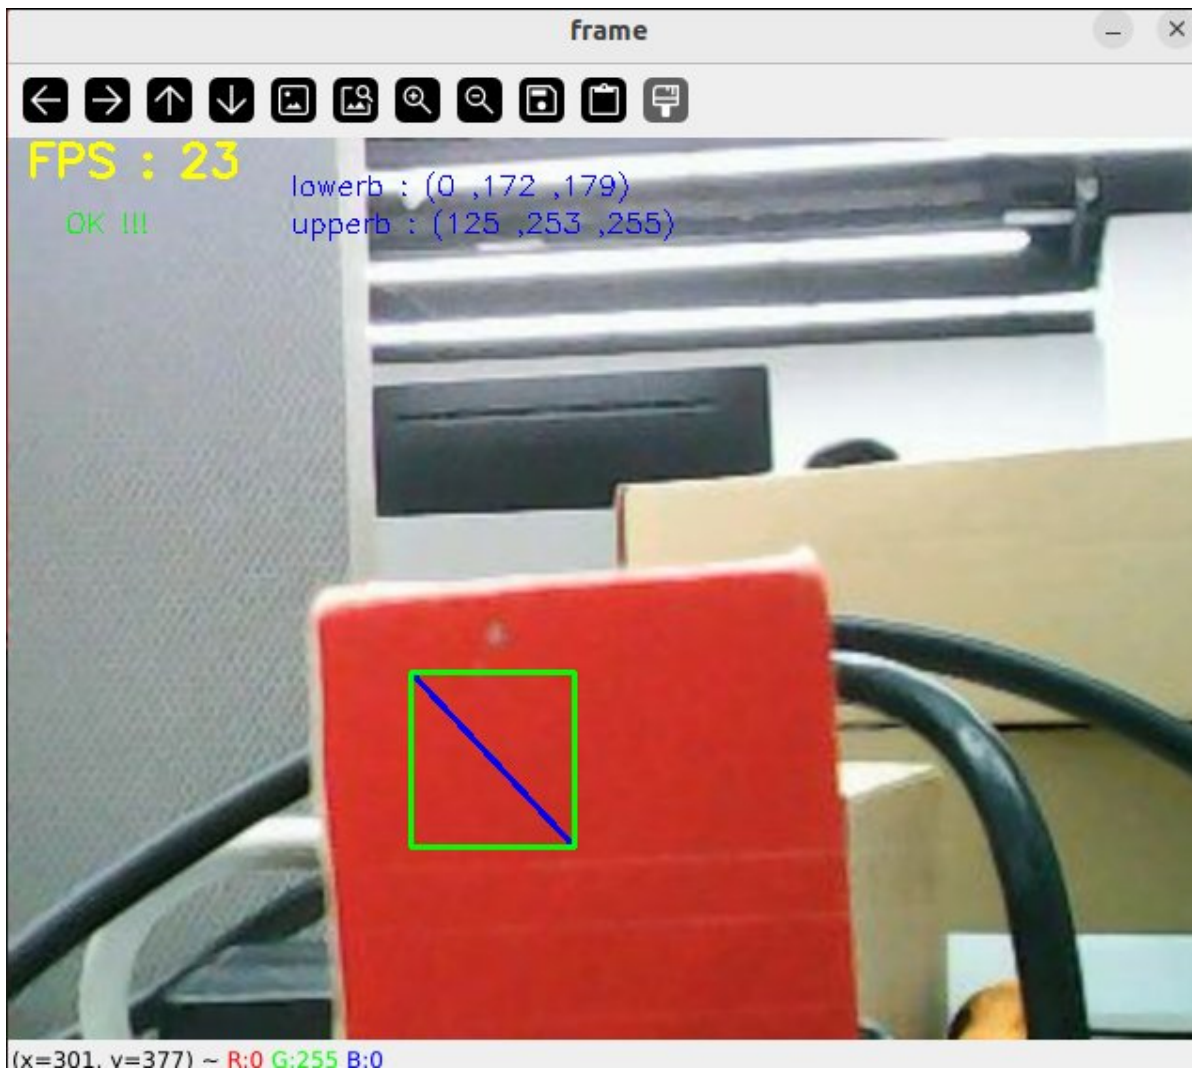 frame
FPS : 23
lowerb : (0 ,172 ,179)
OK !!!
upperb : (125 ,253 ,255)
(x=301, y=377) ~ R:0 G:255 B:0